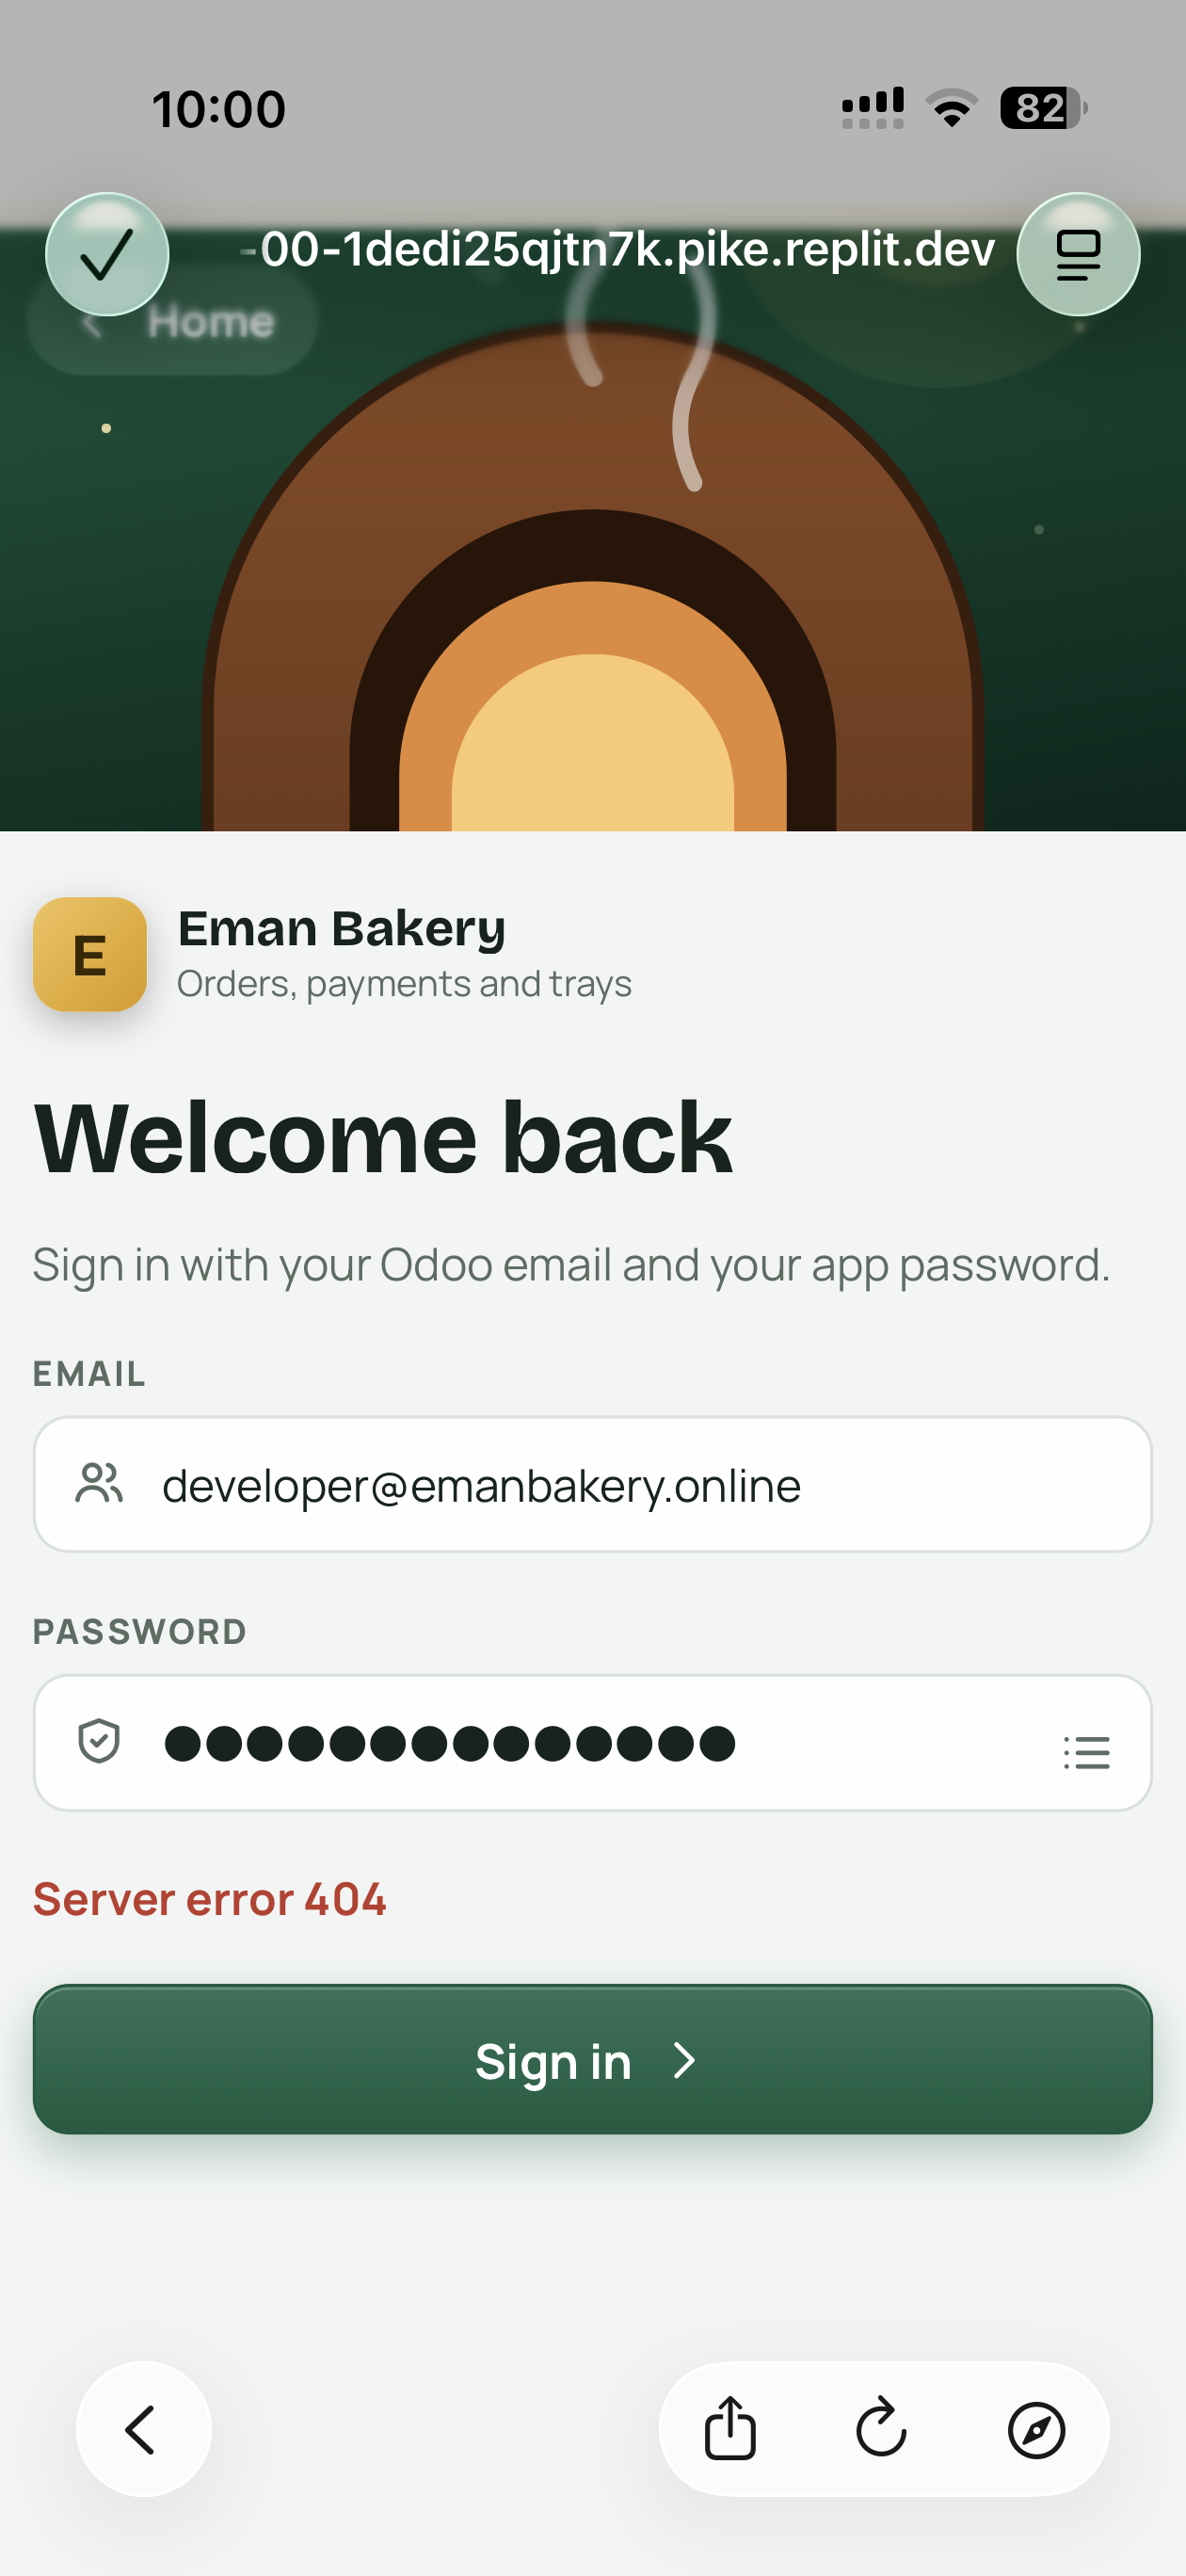 10:00
82
-00-1dedi25qjtn7k.pike.replit.dev
Home
E
Eman Bakery
Orders, payments and trays
Welcome back
Sign in with your Odoo email and your app password.
EMAIL
developer@emanbakery.online
PASSWORD
Server error 404
Sign in